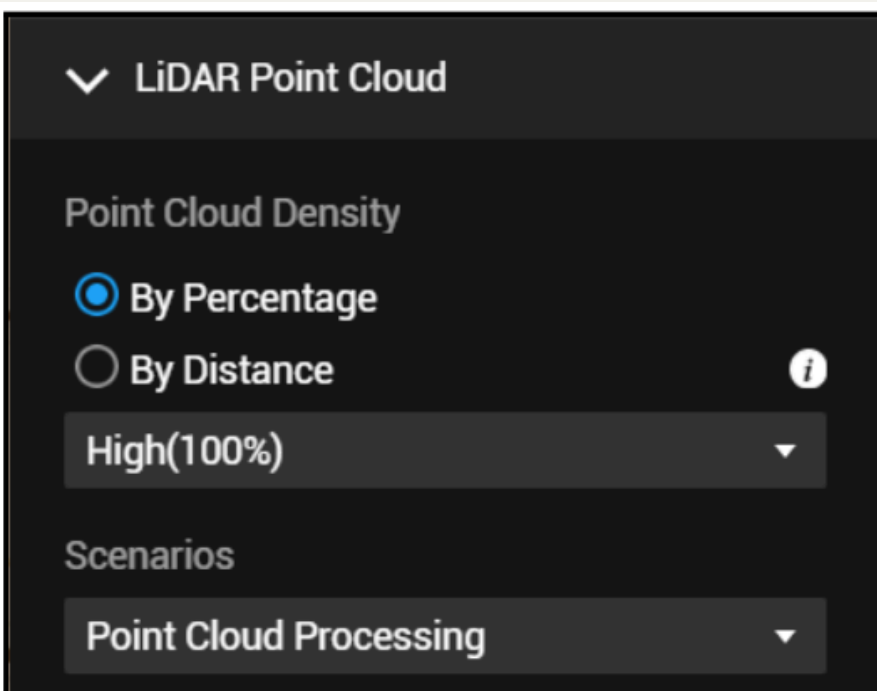 LiDAR Point Cloud
Point Cloud Density
By Percentage
By Distance
i
High(100%)
Scenarios
Point Cloud Processing